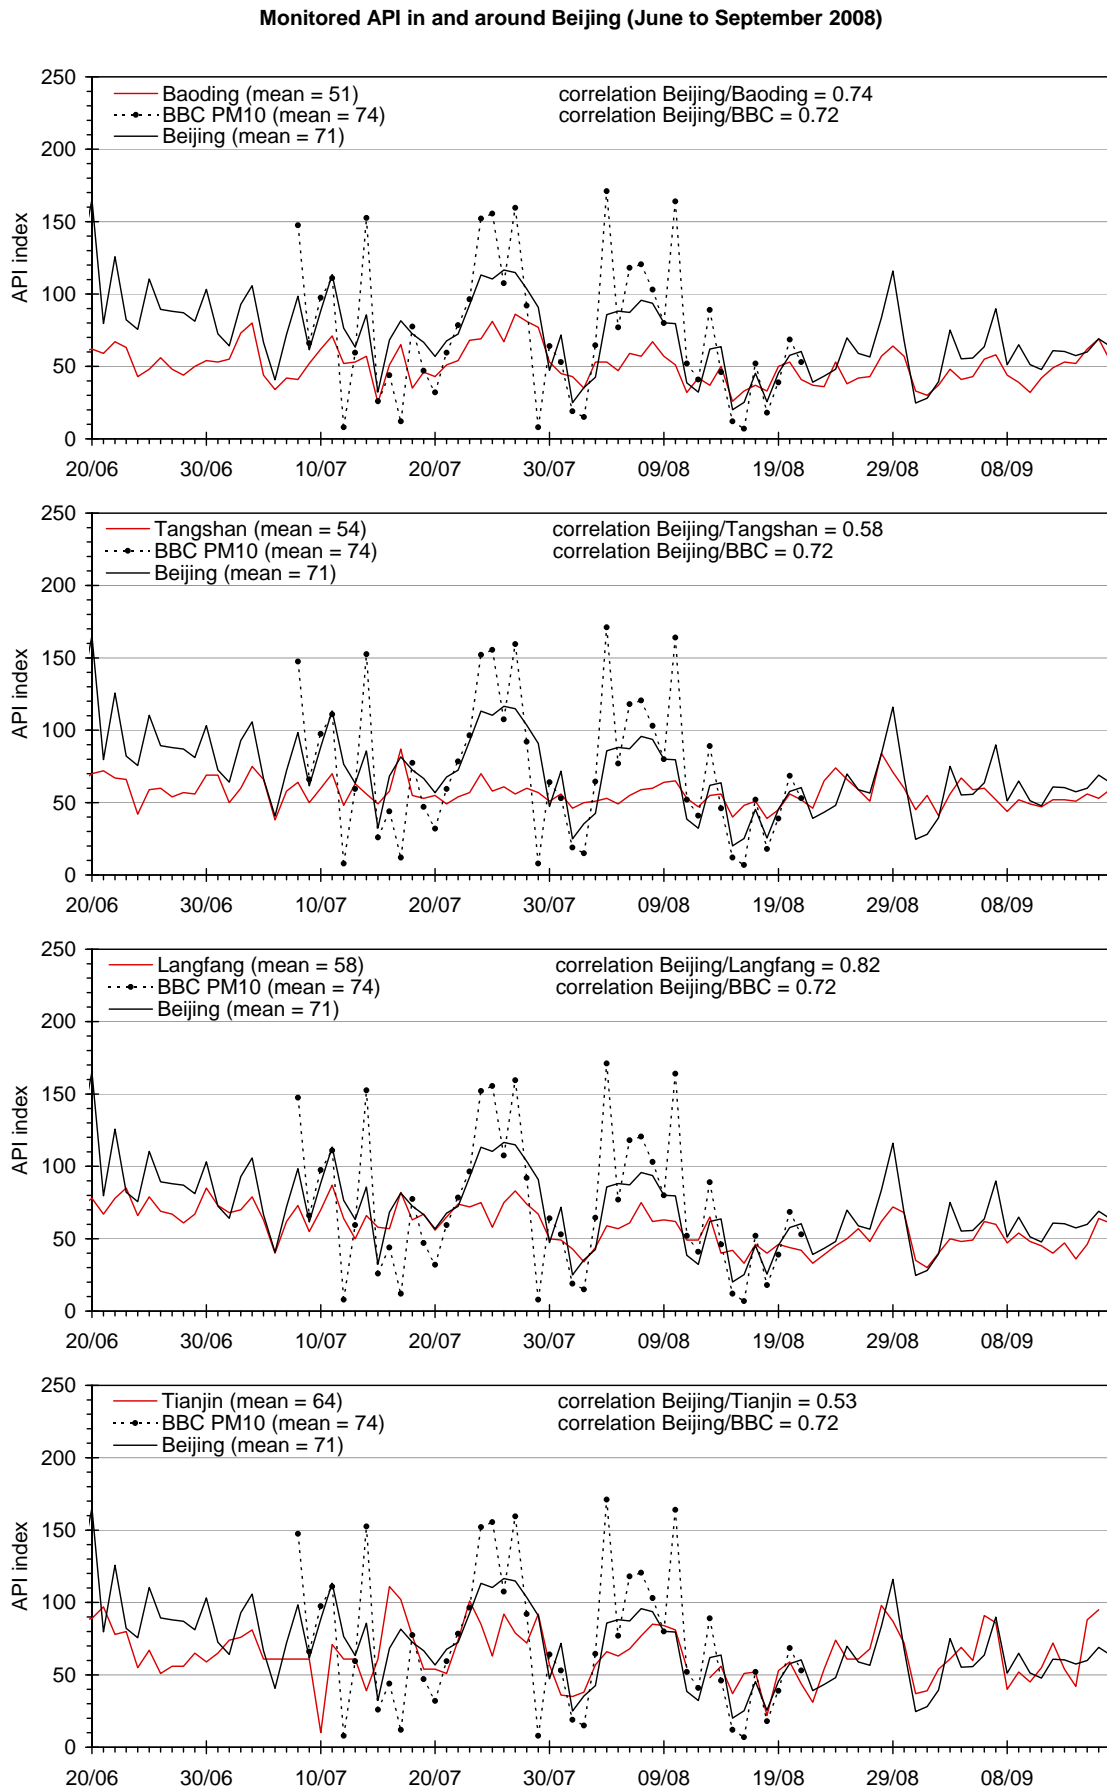 Monitored API in and around Beijing (June to September 2008)
250
200
150
100
50
0
API index
Baoding (mean = 51)
BBC PM10 (mean = 74)
Beijing (mean = 71)
correlation Beijing/Baoding = 0.74
correlation Beijing/BBC = 0.72
20/06 30/06 10/07 20/07 30/07 09/08 19/08 29/08 08/09
250
200
150
100
50
0
API index
Tangshan (mean = 54)
BBC PM10 (mean = 74)
Beijing (mean = 71)
correlation Beijing/Tangshan = 0.58
correlation Beijing/BBC = 0.72
20/06 30/06 10/07 20/07 30/07 09/08 19/08 29/08 08/09
250
200
150
100
50
0
API index
Langfang (mean = 58)
BBC PM10 (mean = 74)
Beijing (mean = 71)
correlation Beijing/Langfang = 0.82
correlation Beijing/BBC = 0.72
20/06 30/06 10/07 20/07 30/07 09/08 19/08 29/08 08/09
250
200
150
100
50
0
API index
Tianjin (mean = 64)
BBC PM10 (mean = 74)
Beijing (mean = 71)
correlation Beijing/Tianjin = 0.53
correlation Beijing/BBC = 0.72
20/06 30/06 10/07 20/07 30/07 09/08 19/08 29/08 08/09